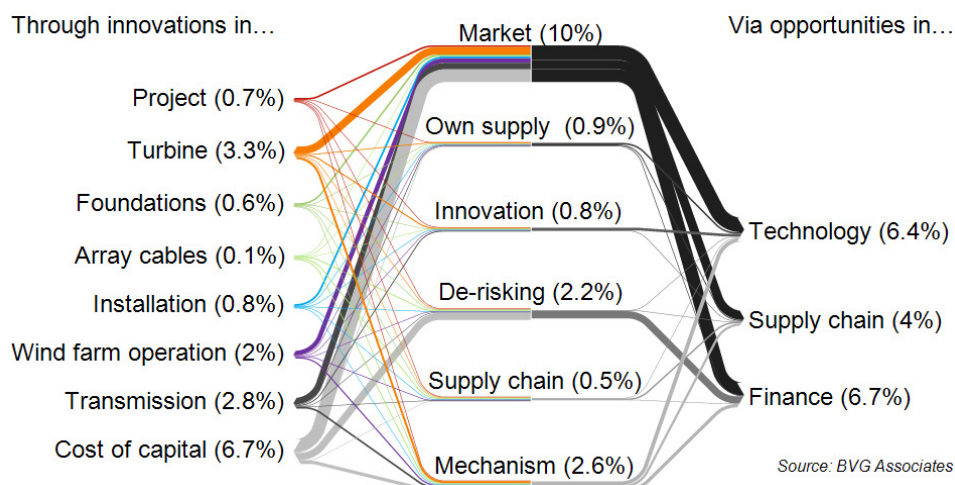 Through innovations in…
Market (10%)
Via opportunities in…
Project (0.7%)
Own supply (0.9%)
Turbine (3.3%)
Foundations (0.6%)
Innovation (0.8%)
Technology (6.4%)
Array cables (0.1%)
De-risking (2.2%)
Installation (0.8%)
Supply chain (4%)
Wind farm operation (2%)
Supply chain (0.5%)
Transmission (2.8%)
Finance (6.7%)
Cost of capital (6.7%)
Mechanism (2.6%)
Source: BVG Associates